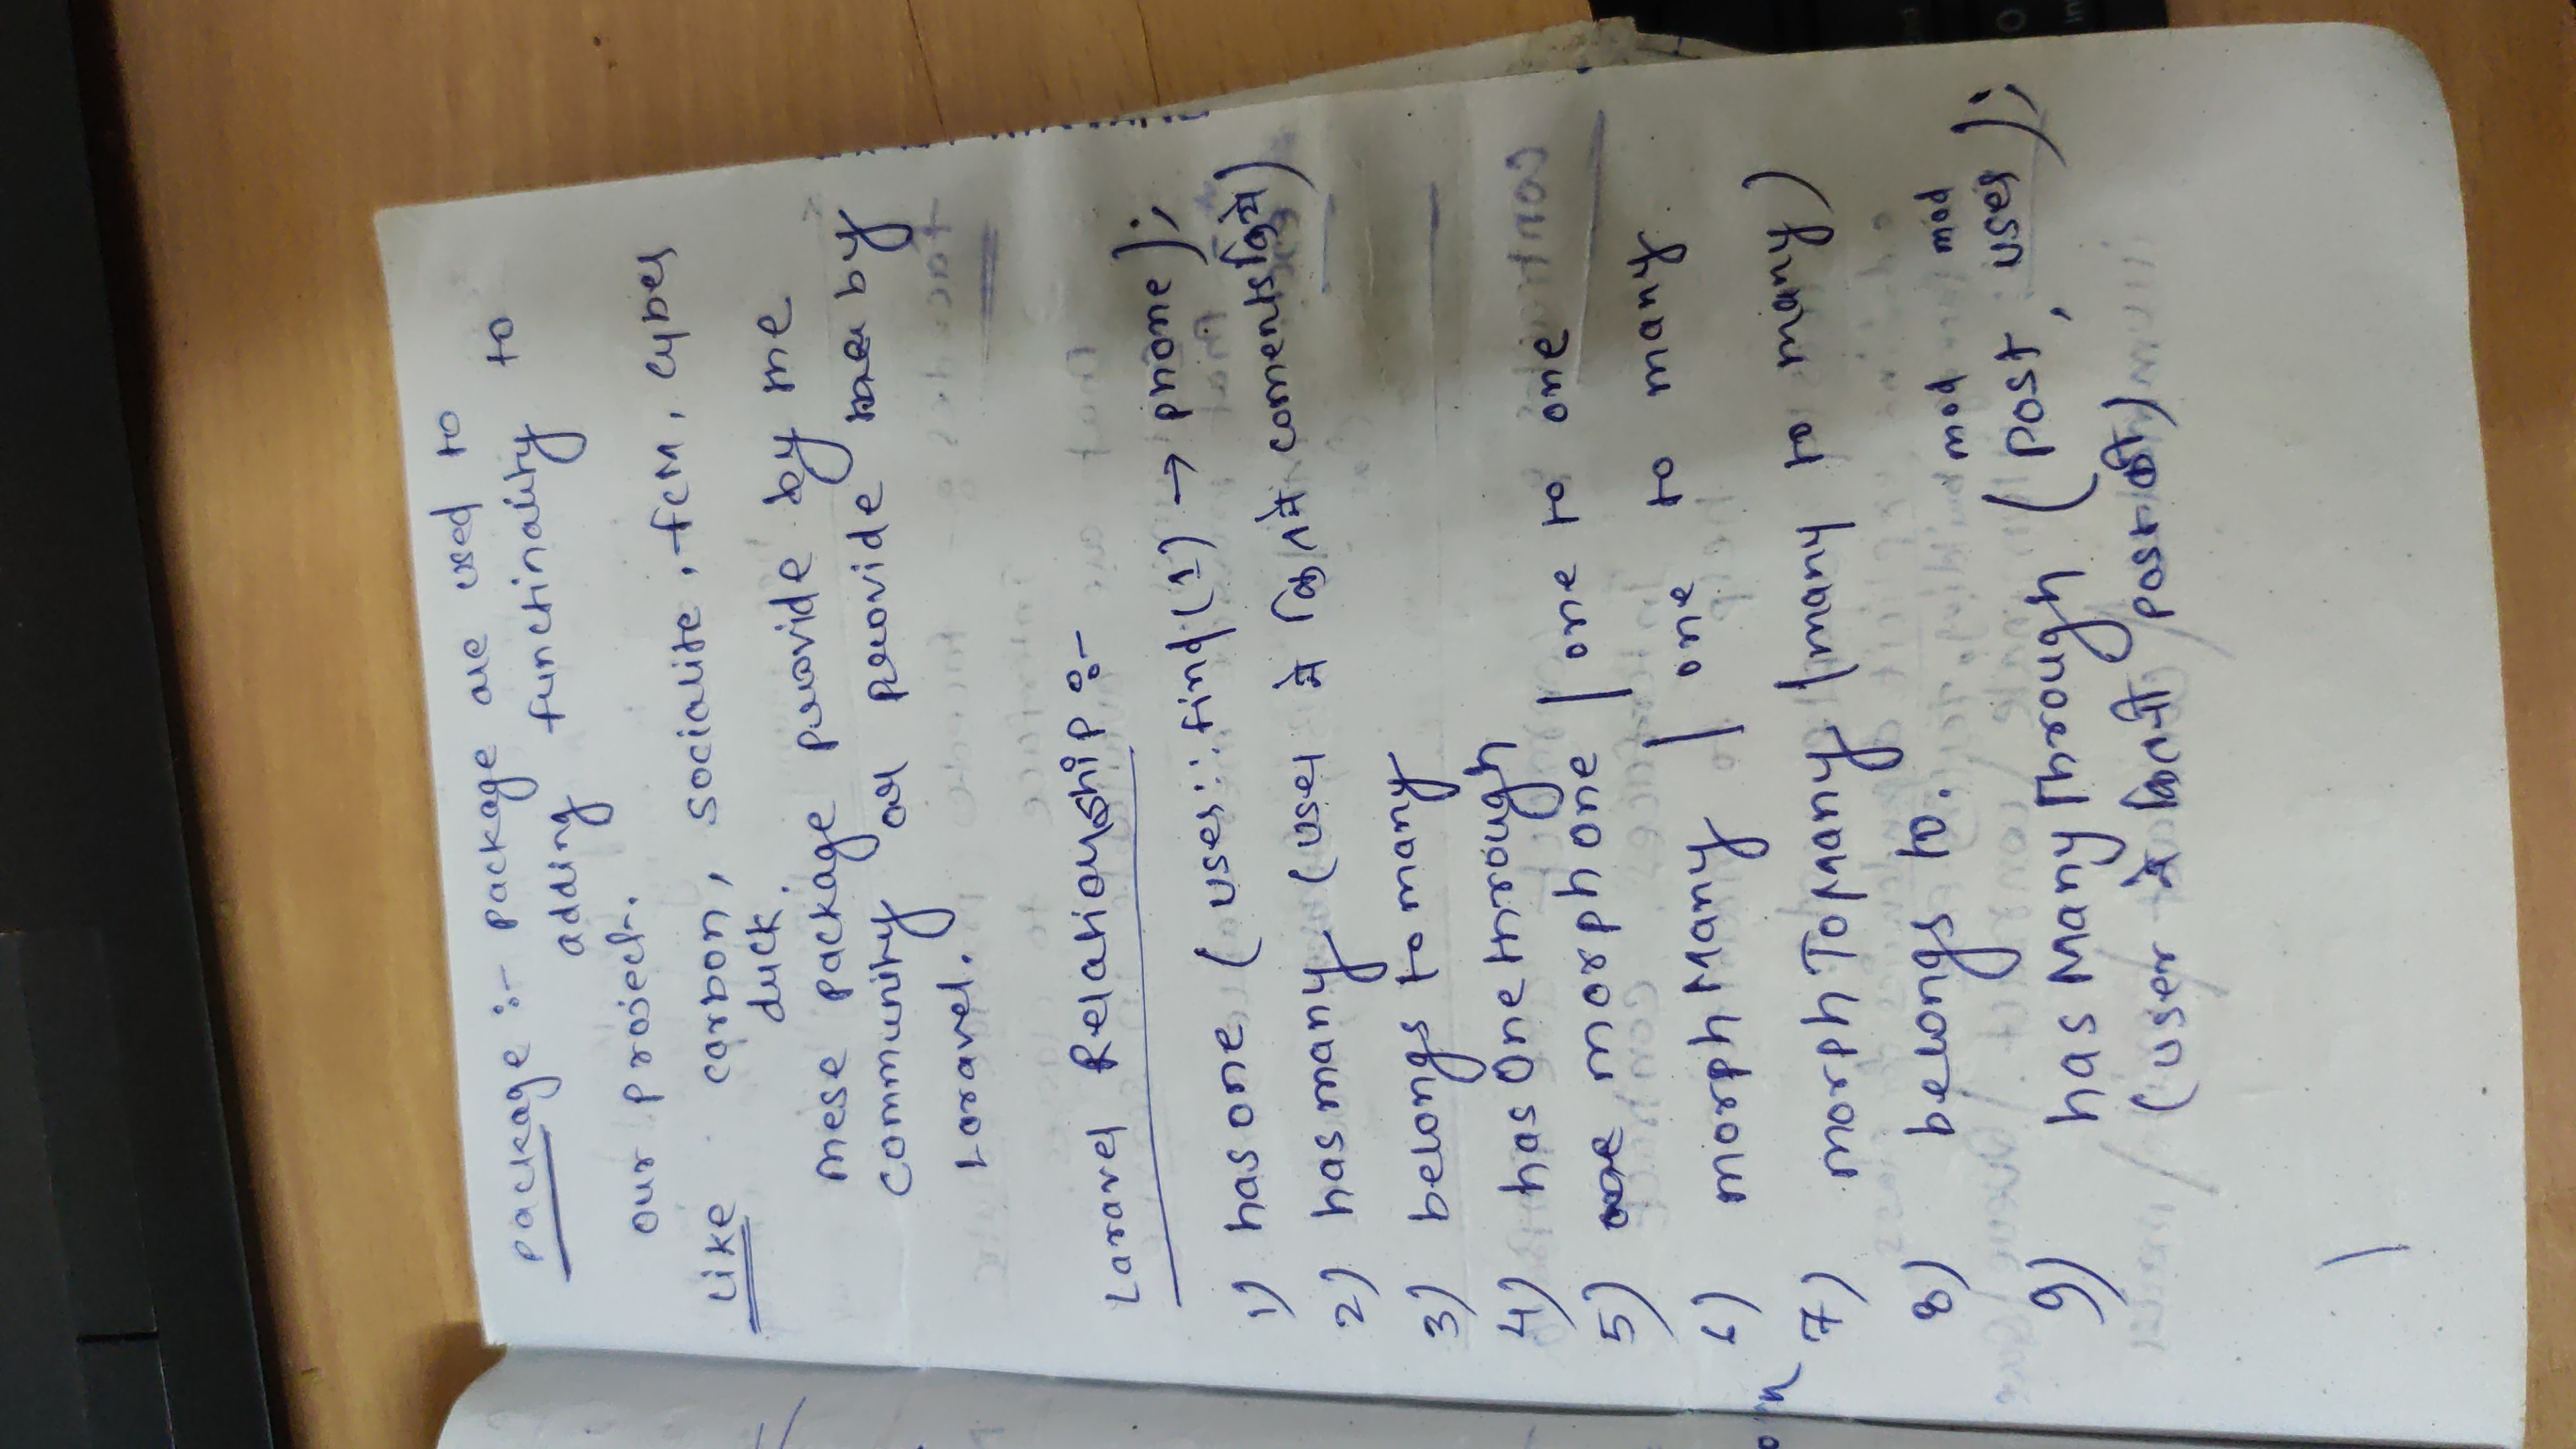 package :- package are used to
adding functinality to
our project.
Like carbon, socialite, fcm, cyber
duck.
These package provide by the
community or provide by
Laravel.
Laravel Relationship :-
1) has one ( user::find(1) → phone );
2) has many (user ने कितने coments किये)
3) belongs to many
4) has One through
5) morph one | one to one
6) morph Many | one to many
7) morph To Many (many to many)
8) belongs to.
mod mod
9) has Many Through ( post, user );
(user ने कितनी post की)